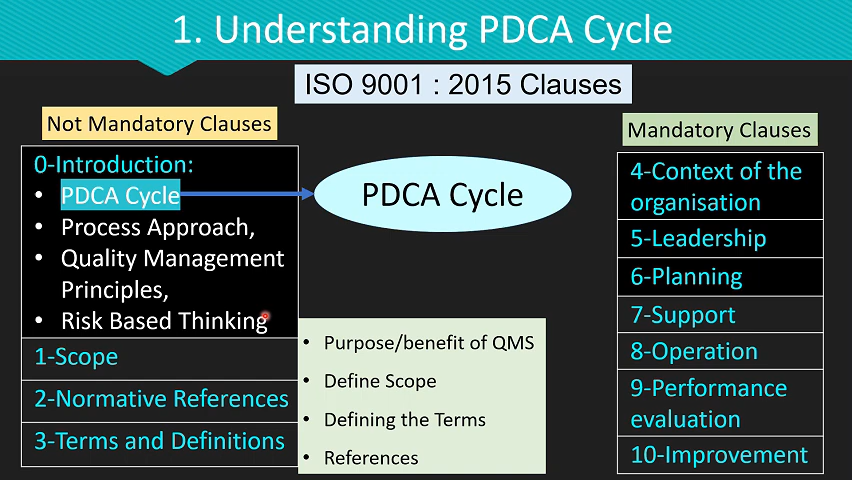 1. Understanding PDCA Cycle
ISO 9001 : 2015 Clauses
Not Mandatory Clauses
0-Introduction:
• PDCA Cycle
• Process Approach,
• Quality Management
Principles,
• Risk Based Thinking
1-Scope
2-Normative References
3-Terms and Definitions
PDCA Cycle
• Purpose/benefit of QMS
• Define Scope
• Defining the Terms
• References
Mandatory Clauses
4-Context of the
organisation
5-Leadership
6-Planning
7-Support
8-Operation
9-Performance
evaluation
10-Improvement